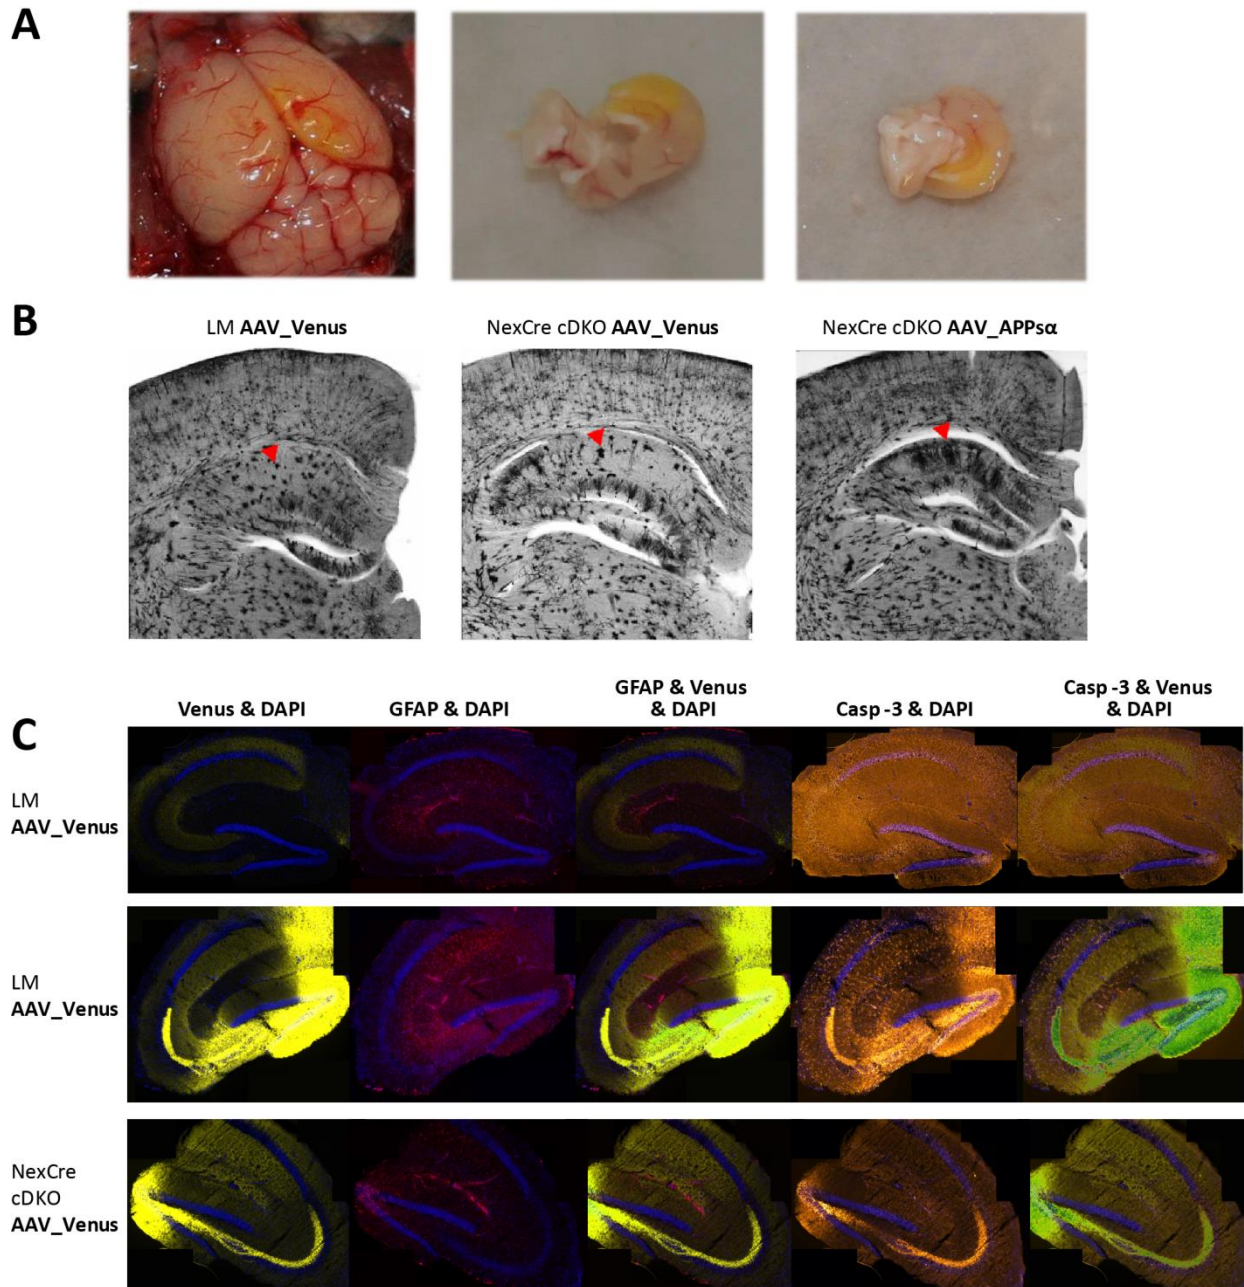 A
B
LM AAV_Venus
NexCre cDKO AAV_Venus
NexCre cDKO AAV_APPsα
C
Venus & DAPI
GFAP & DAPI
GFAP & Venus
& DAPI
Casp -3 & DAPI
Casp -3 & Venus
& DAPI
LM
AAV_Venus
LM
AAV_Venus
NexCre
cDKO
AAV_Venus